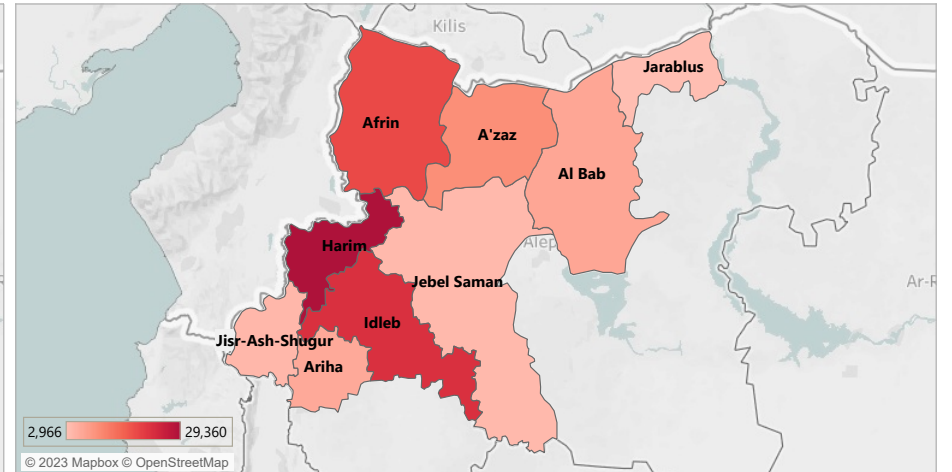 Kilis
Jarablus
Afrin
A'zaz
Al Bab
Harim
Alep
Ar-R
Jebel Saman
Idleb
Jisr-Ash-Shugur
Ariha
2,966 29,360
© 2023 Mapbox © OpenStreetMap